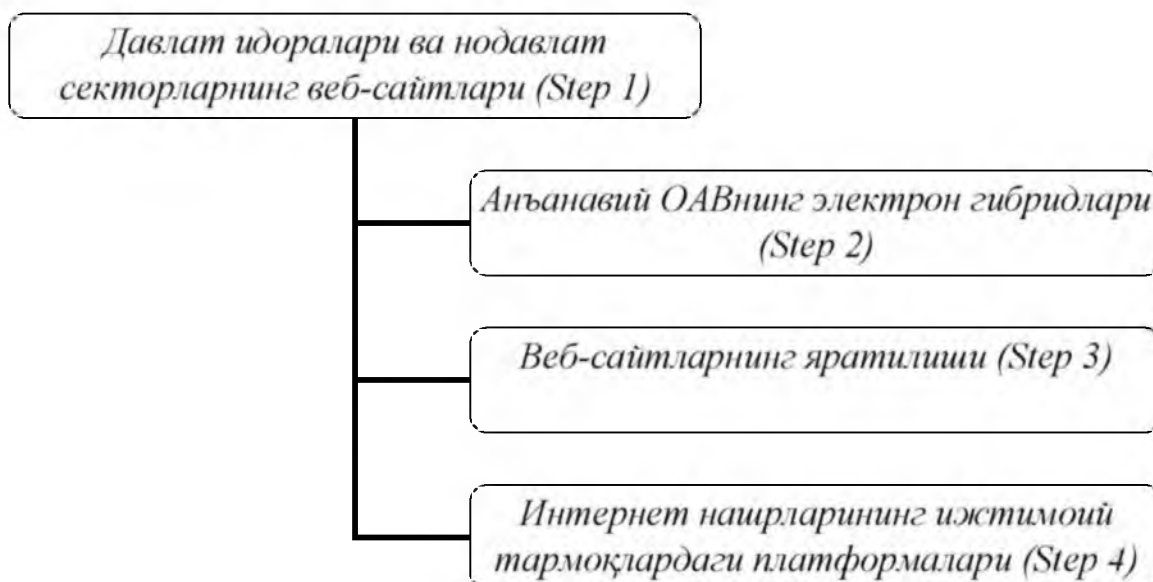 Давлат идоралари ва нодавлат
секторларнинг веб-сайтлари (Step 1)
Анъанавий ОАВнинг электрон гибридлари
(Step 2)
Веб-сайтларнинг яратилиши (Step 3)
Интернет нашрларининг ижтимоий
тармоқлардаги платформалари (Step 4)